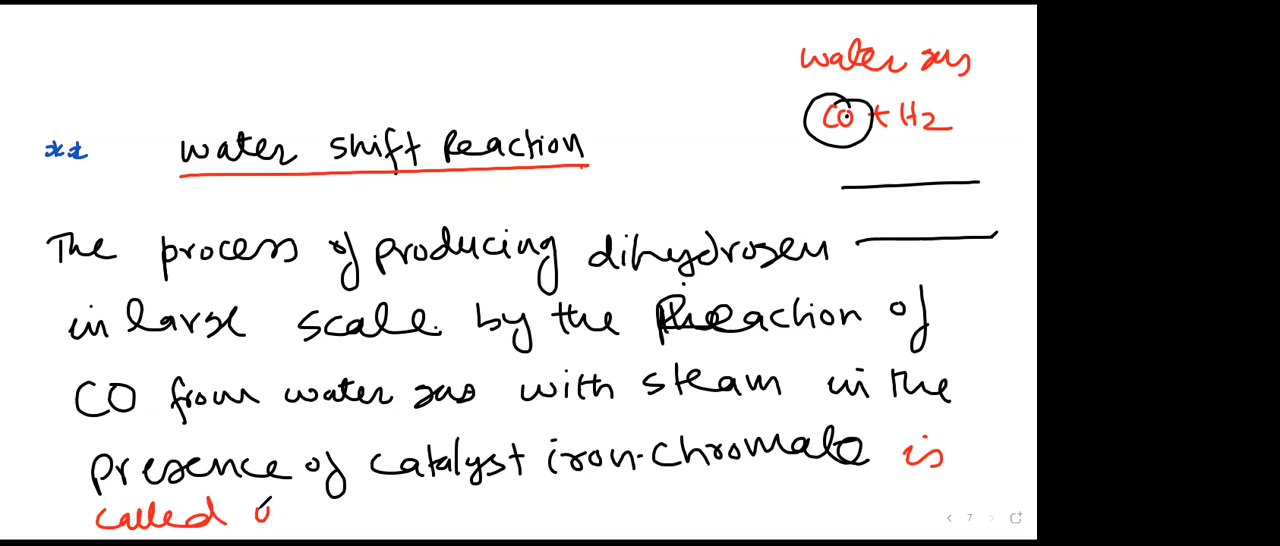 water gas
CO + H2
** water shift Reaction
The process of producing dihydrogen
in large scale. by the Reaction of
CO from water gas with steam in the
presence of catalyst iron-chromate is
called
7